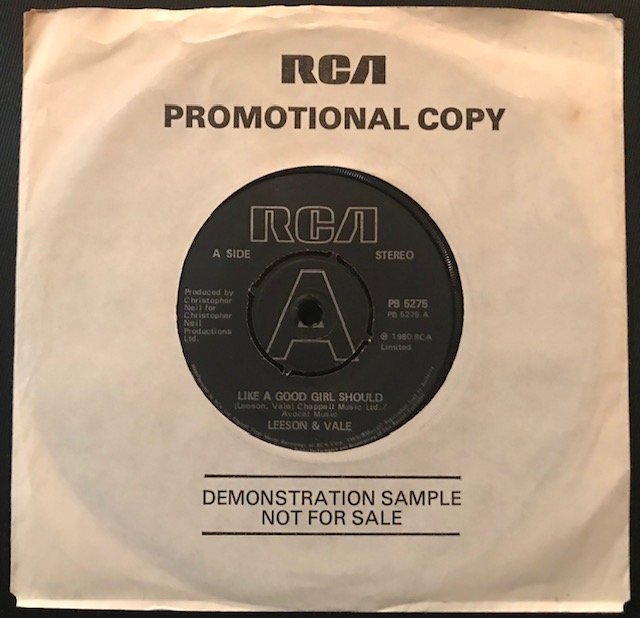 RCA
PROMOTIONAL COPY
RCA
A SIDE
STEREO
A
Produced by
Christopher
Neil for
Christopher
Neil
Productions
Ltd.
PB 5275
PB 5275 A
℗ 1980 RCA
Limited
LIKE A GOOD GIRL SHOULD
(Leeson, Vale) Chappell Music Ltd./
Avocet Music
LEESON & VALE
DEMONSTRATION SAMPLE
NOT FOR SALE